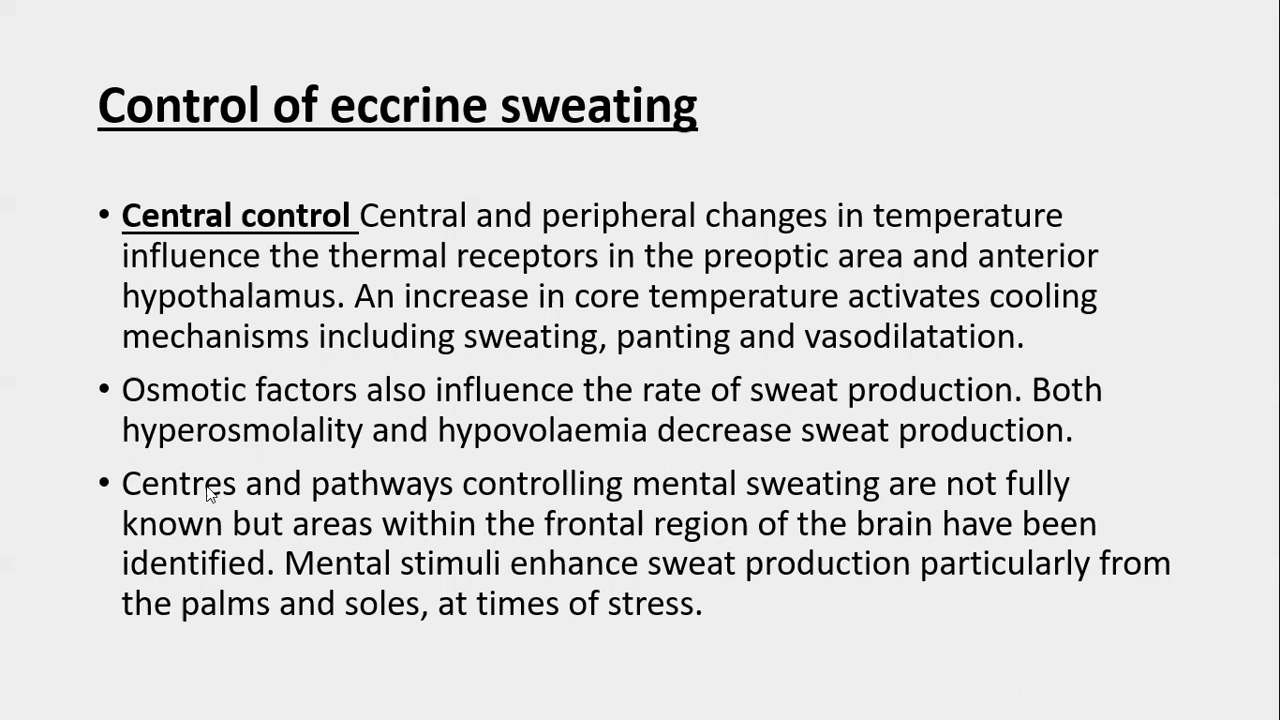 Control of eccrine sweating
• Central control Central and peripheral changes in temperature
influence the thermal receptors in the preoptic area and anterior
hypothalamus. An increase in core temperature activates cooling
mechanisms including sweating, panting and vasodilatation.
• Osmotic factors also influence the rate of sweat production. Both
hyperosmolality and hypovolaemia decrease sweat production.
• Centres and pathways controlling mental sweating are not fully
known but areas within the frontal region of the brain have been
identified. Mental stimuli enhance sweat production particularly from
the palms and soles, at times of stress.